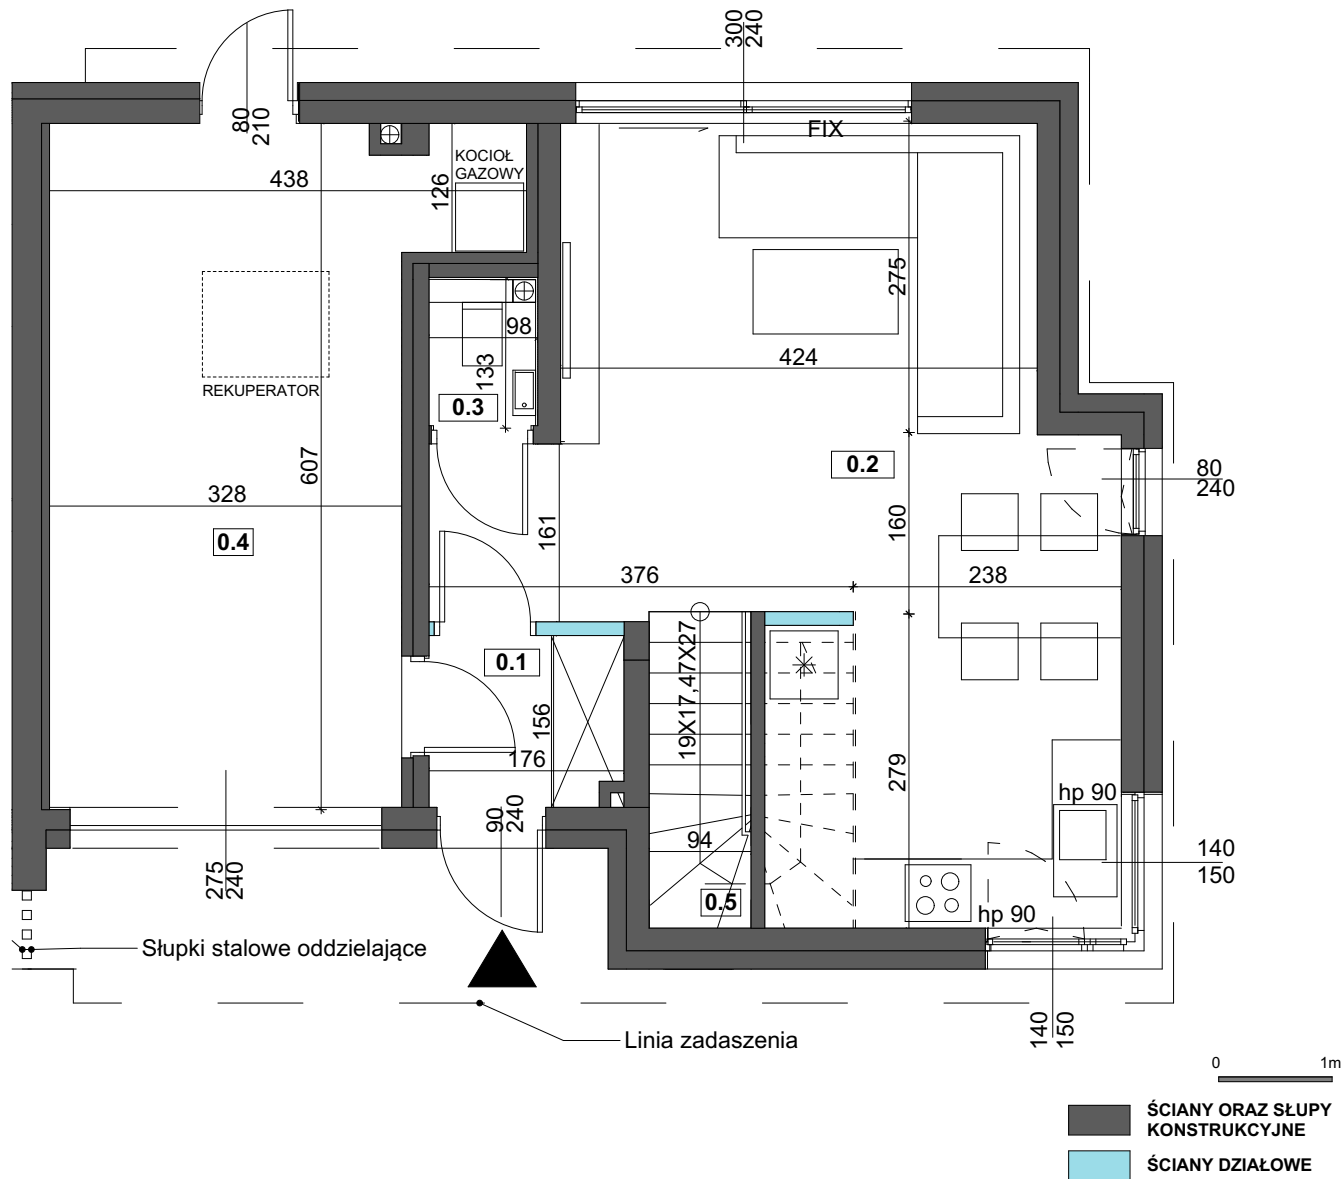 300
240
80
210
FIX
KOCIOŁ
GAZOWY
438
126
275
98
424
133
REKUPERATOR
0.3
0.2
80
240
607
328
161
160
0.4
376
238
19X17,47X27
0.1
156
176
279
hp 90
90
240
94
140
150
275
240
0.5
hp 90
Słupki stalowe oddzielające
140
150
Linia zadaszenia
0 1m
ŚCIANY ORAZ SŁUPY
KONSTRUKCYJNE
ŚCIANY DZIAŁOWE